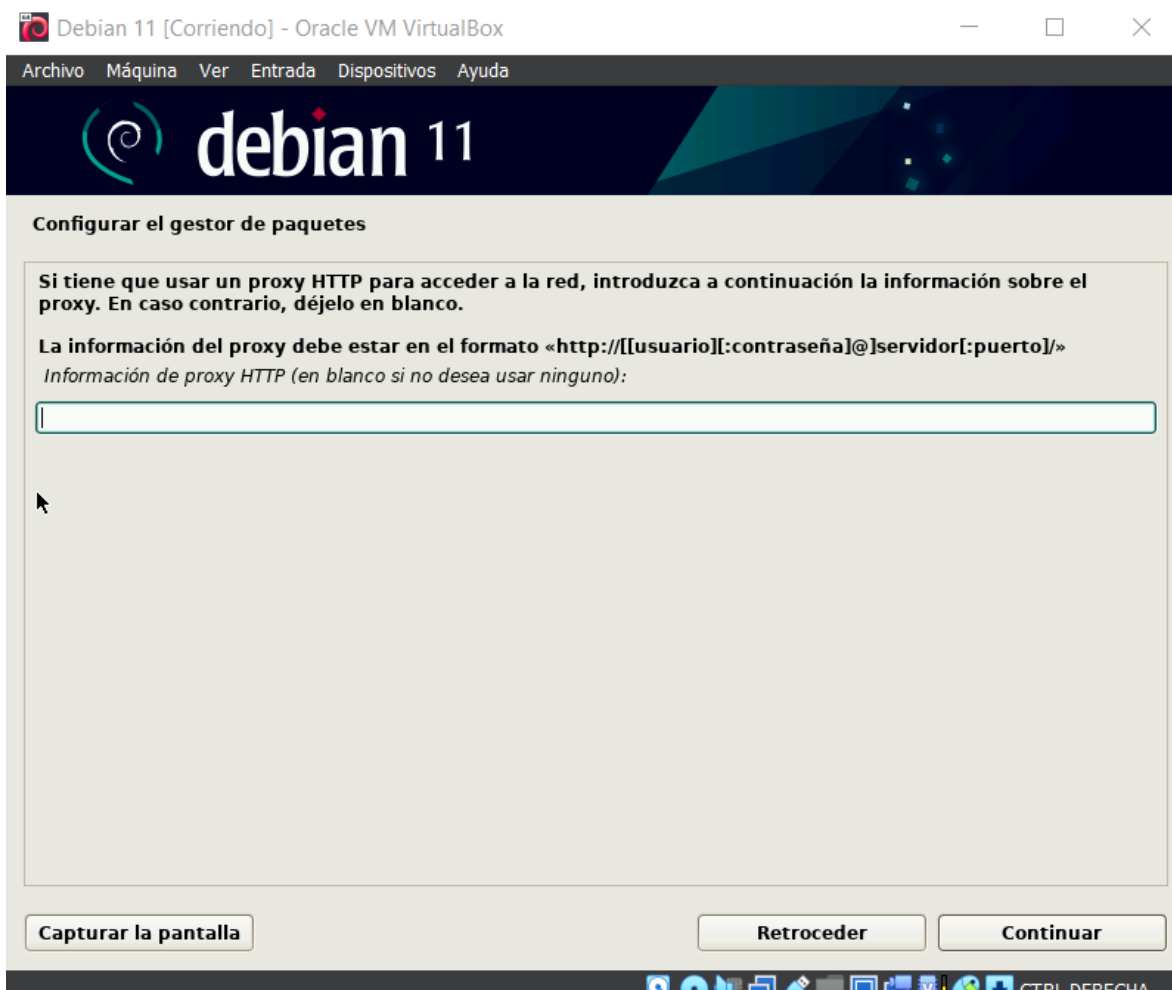 Debian 11 [Corriendo] - Oracle VM VirtualBox
Archivo Máquina Ver Entrada Dispositivos Ayuda
debian 11
Configurar el gestor de paquetes
Si tiene que usar un proxy HTTP para acceder a la red, introduzca a continuación la información sobre el
proxy. En caso contrario, déjelo en blanco.
La información del proxy debe estar en el formato «http://[[usuario][:contraseña]@]servidor[:puerto]/»
Información de proxy HTTP (en blanco si no desea usar ninguno):
Capturar la pantalla Retroceder Continuar
CTRL DERECHA